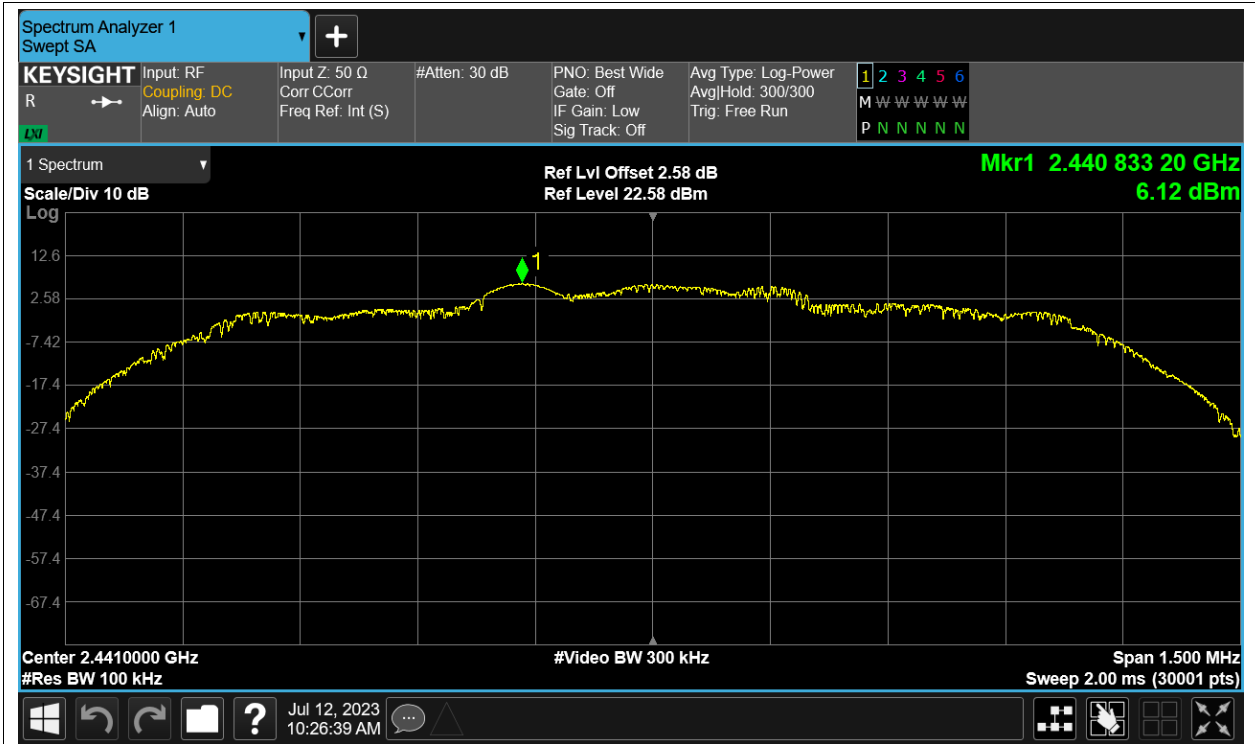 Spectrum Analyzer 1
Swept SA
KEYSIGHT
R
LXI
Input: RF
Coupling: DC
Align: Auto
Input Z: 50 Ω
Corr CCorr
Freq Ref: Int (S)
#Atten: 30 dB
PNO: Best Wide
Gate: Off
IF Gain: Low
Sig Track: Off
Avg Type: Log-Power
Avg|Hold: 300/300
Trig: Free Run
1 2 3 4 5 6
M W W W W W
P N N N N N
1 Spectrum
Scale/Div 10 dB
Ref Lvl Offset 2.58 dB
Ref Level 22.58 dBm
Mkr1 2.440 833 20 GHz
6.12 dBm
Log
12.6
2.58
-7.42
-17.4
-27.4
-37.4
-47.4
-57.4
-67.4
1
Center 2.4410000 GHz
#Res BW 100 kHz
#Video BW 300 kHz
Span 1.500 MHz
Sweep 2.00 ms (30001 pts)
?
Jul 12, 2023
10:26:39 AM